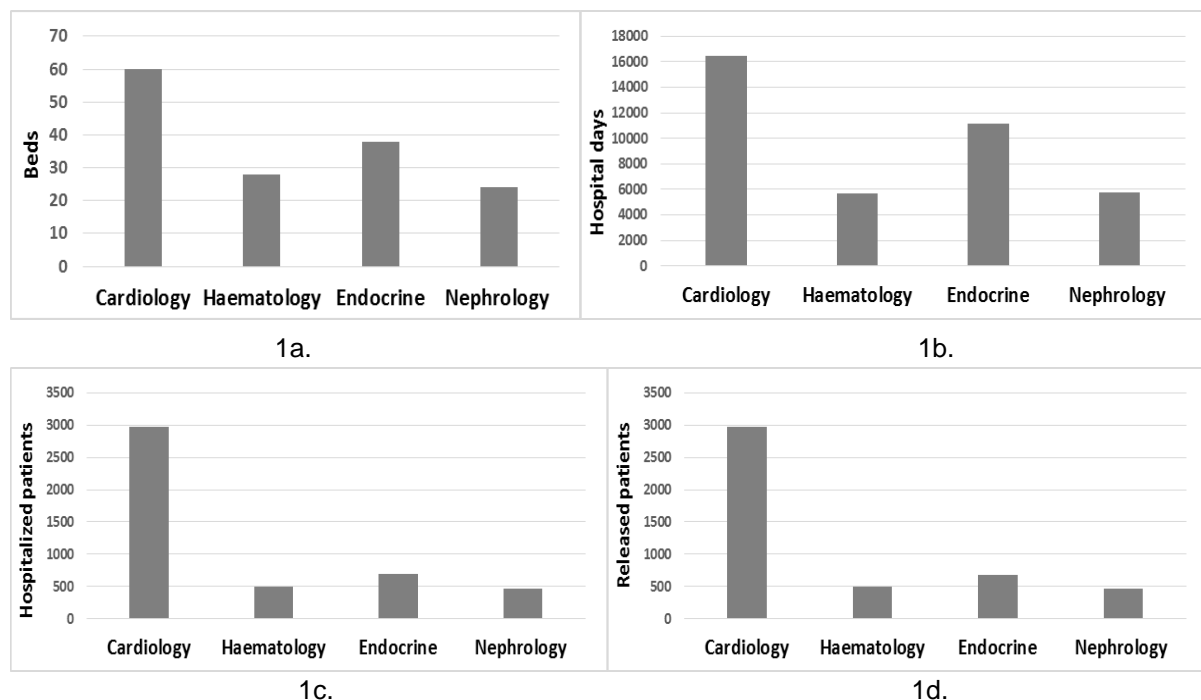 70
60
50
40
30
20
10
0
Beds
Cardiology Haematology Endocrine Nephrology
18000
16000
14000
12000
10000
8000
6000
4000
2000
0
Hospital days
Cardiology Haematology Endocrine Nephrology
1a.
1b.
3500
3000
2500
2000
1500
1000
500
0
Hospitalized patients
Cardiology Haematology Endocrine Nephrology
3500
3000
2500
2000
1500
1000
500
0
Released patients
Cardiology Haematology Endocrine Nephrology
1c.
1d.